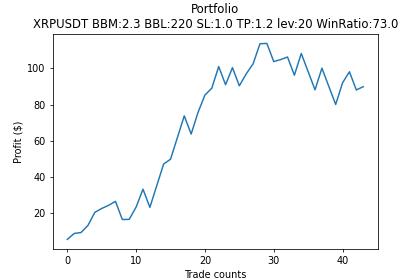 Portfolio
XRPUSDT BBM:2.3 BBL:220 SL:1.0 TP:1.2 lev:20 WinRatio:73.0
Profit ($)
100
80
60
40
20
0
10
20
30
40
Trade counts